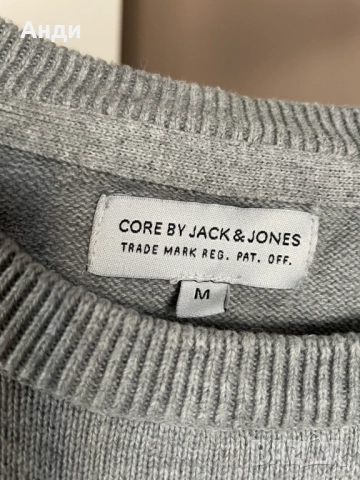 Анди
CORE BY JACK & JONES
TRADE MARK REG. PAT. OFF.
M